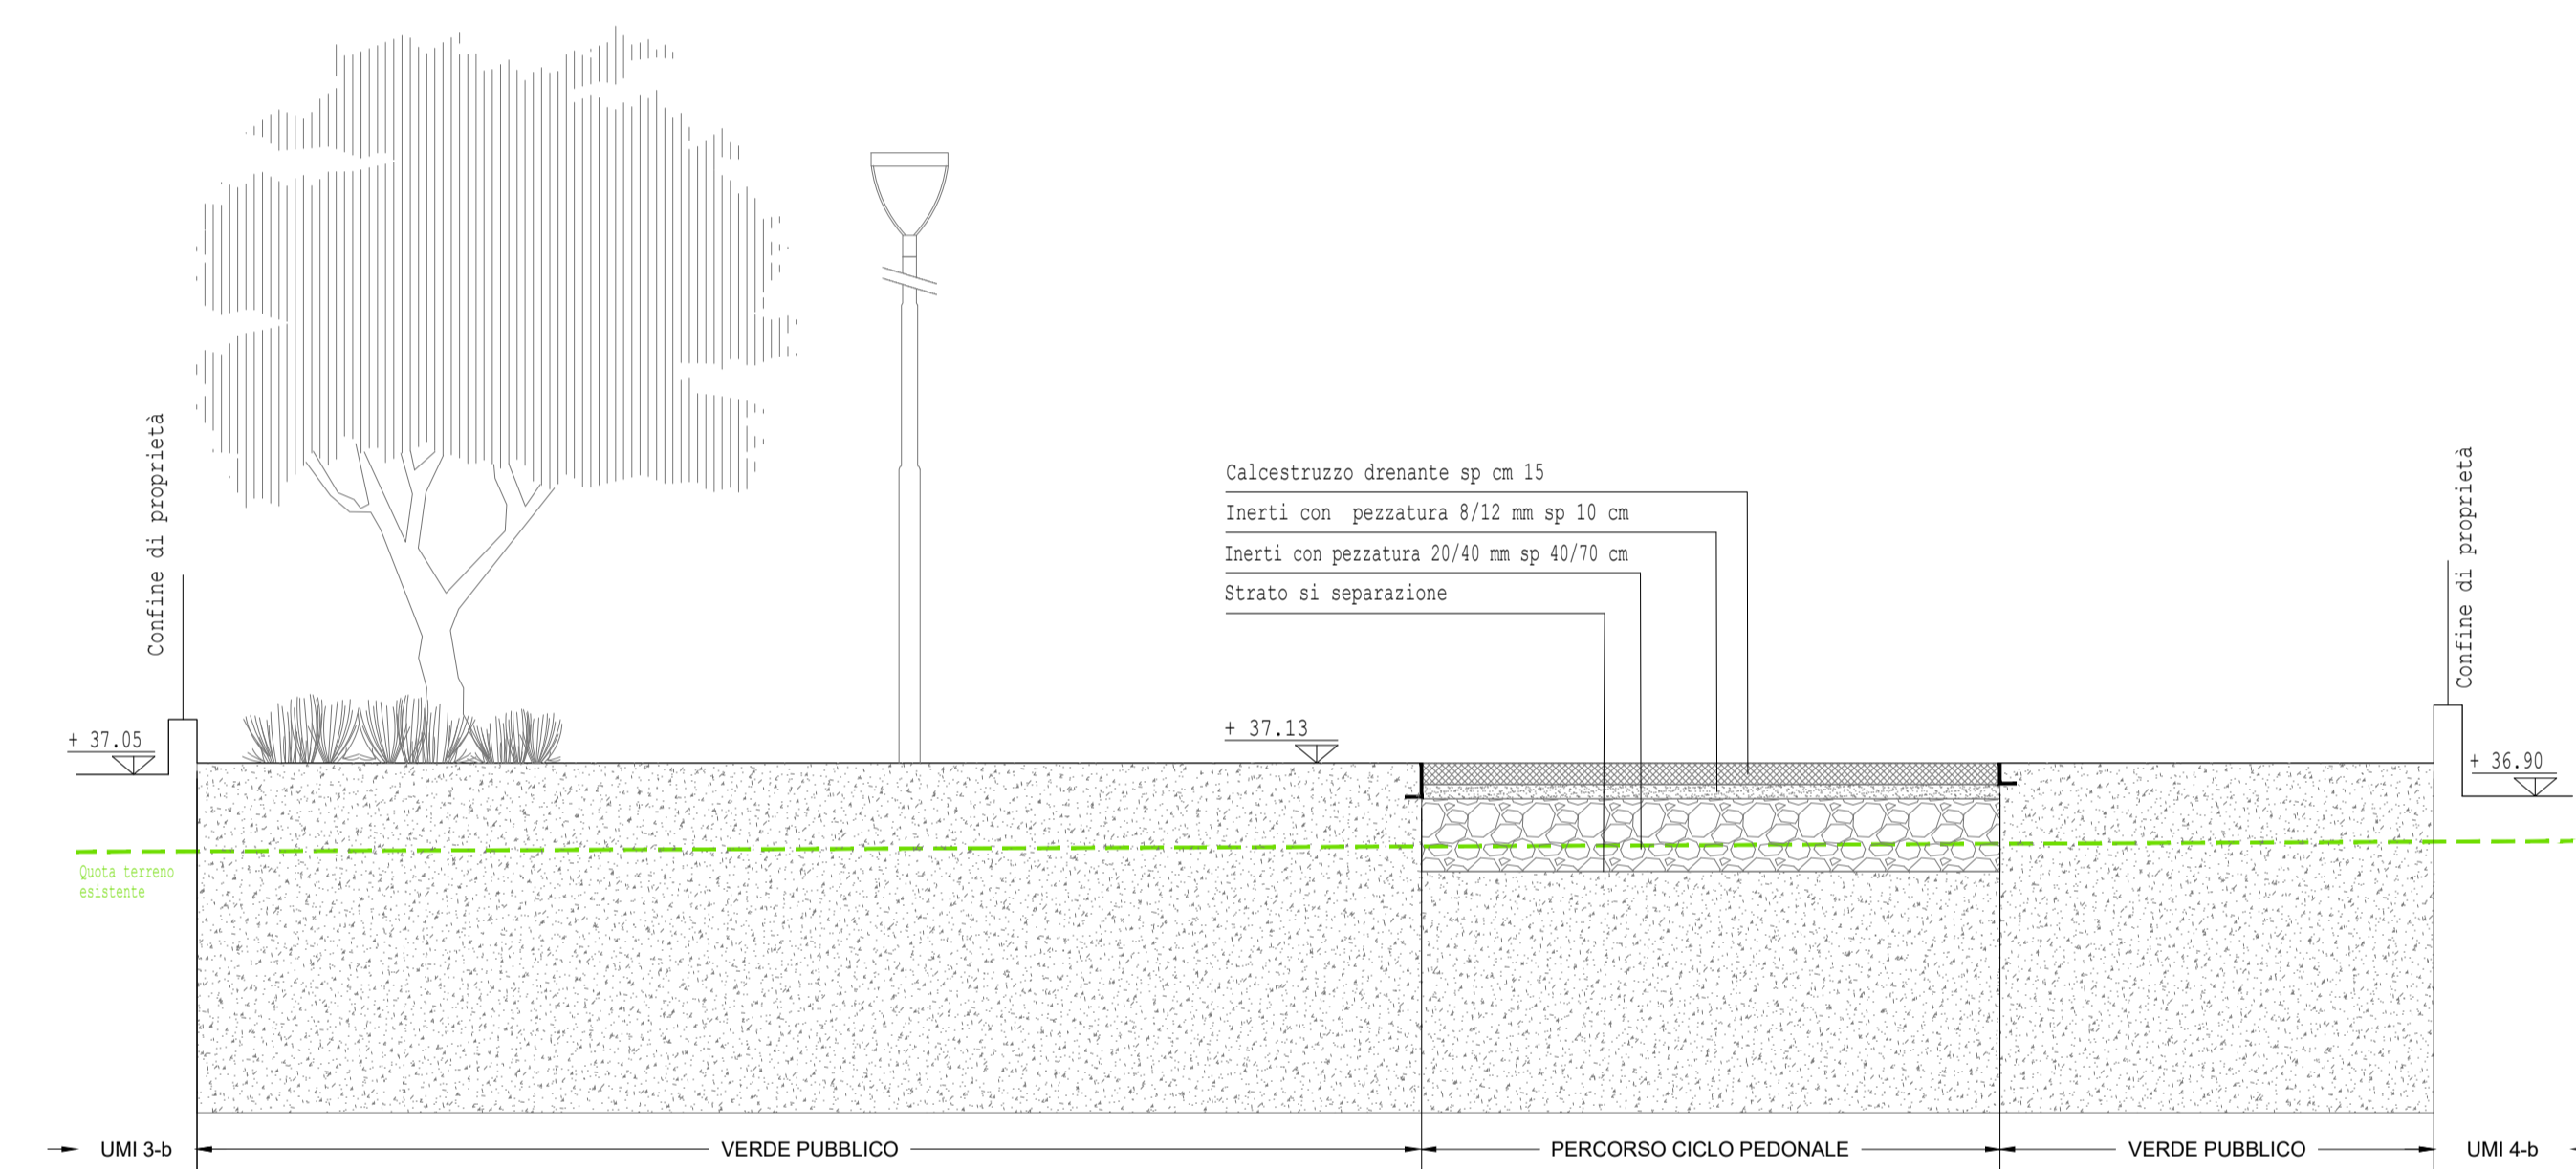 Confine di proprietà
Confine di proprietà
Calcestruzzo drenante sp cm 15
Inerti con pezzatura 8/12 mm sp 10 cm
Inerti con pezzatura 20/40 mm sp 40/70 cm
Strato si separazione
+ 37.05
+ 37.13
+ 36.90
Quota terreno
esistente
UMI 3-b
VERDE PUBBLICO
PERCORSO CICLO PEDONALE
VERDE PUBBLICO
UMI 4-b